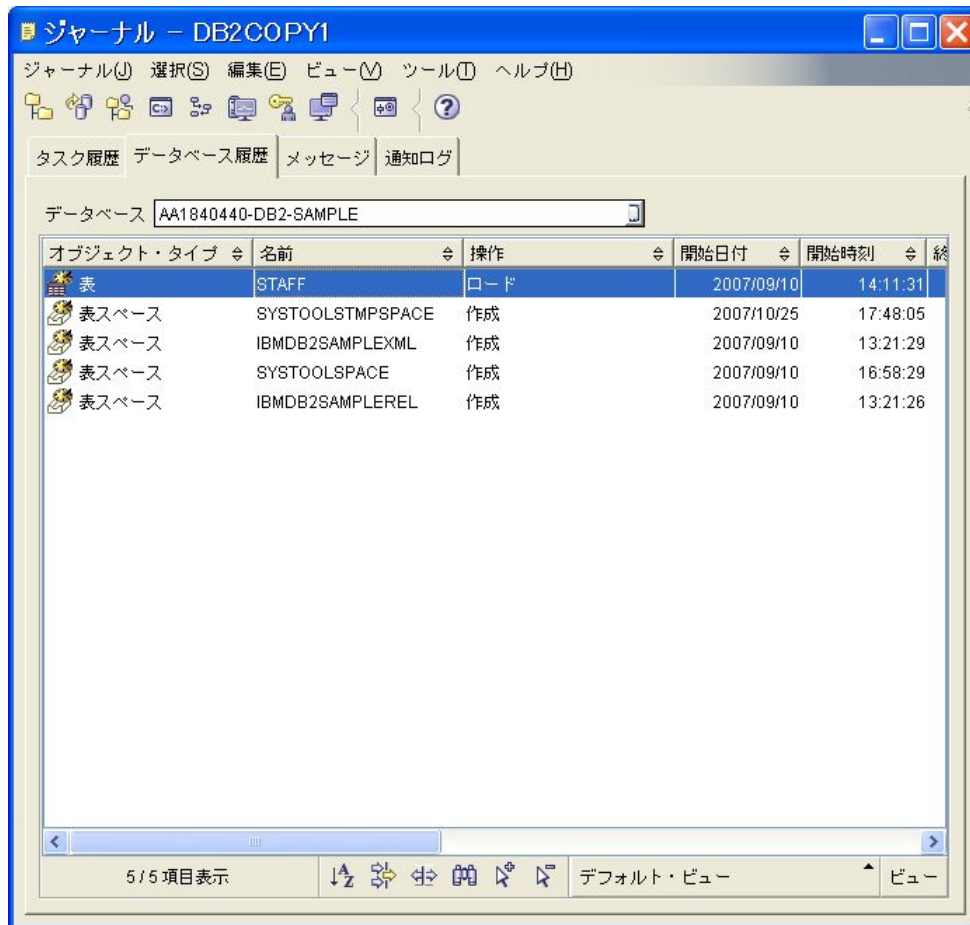 ジャーナル - DB2COPY1
ジャーナル(J) 選択(S) 編集(E) ビュー(V) ツール(T) ヘルプ(H)
タスク履歴 データベース履歴 メッセージ 通知ログ
データベース AA1840440-DB2-SAMPLE
オブジェクト・タイプ 名前 操作 開始日付 開始時刻 終
表 STAFF ロード 2007/09/10 14:11:31
表スペース SYSTOOLSTMPSPACE 作成 2007/10/25 17:48:05
表スペース IBMDB2SAMPLEXML 作成 2007/09/10 13:21:29
表スペース SYSTOOLSPACE 作成 2007/09/10 16:58:29
表スペース IBMDB2SAMPLEREL 作成 2007/09/10 13:21:26
5/5項目表示 デフォルト・ビュー ビュー